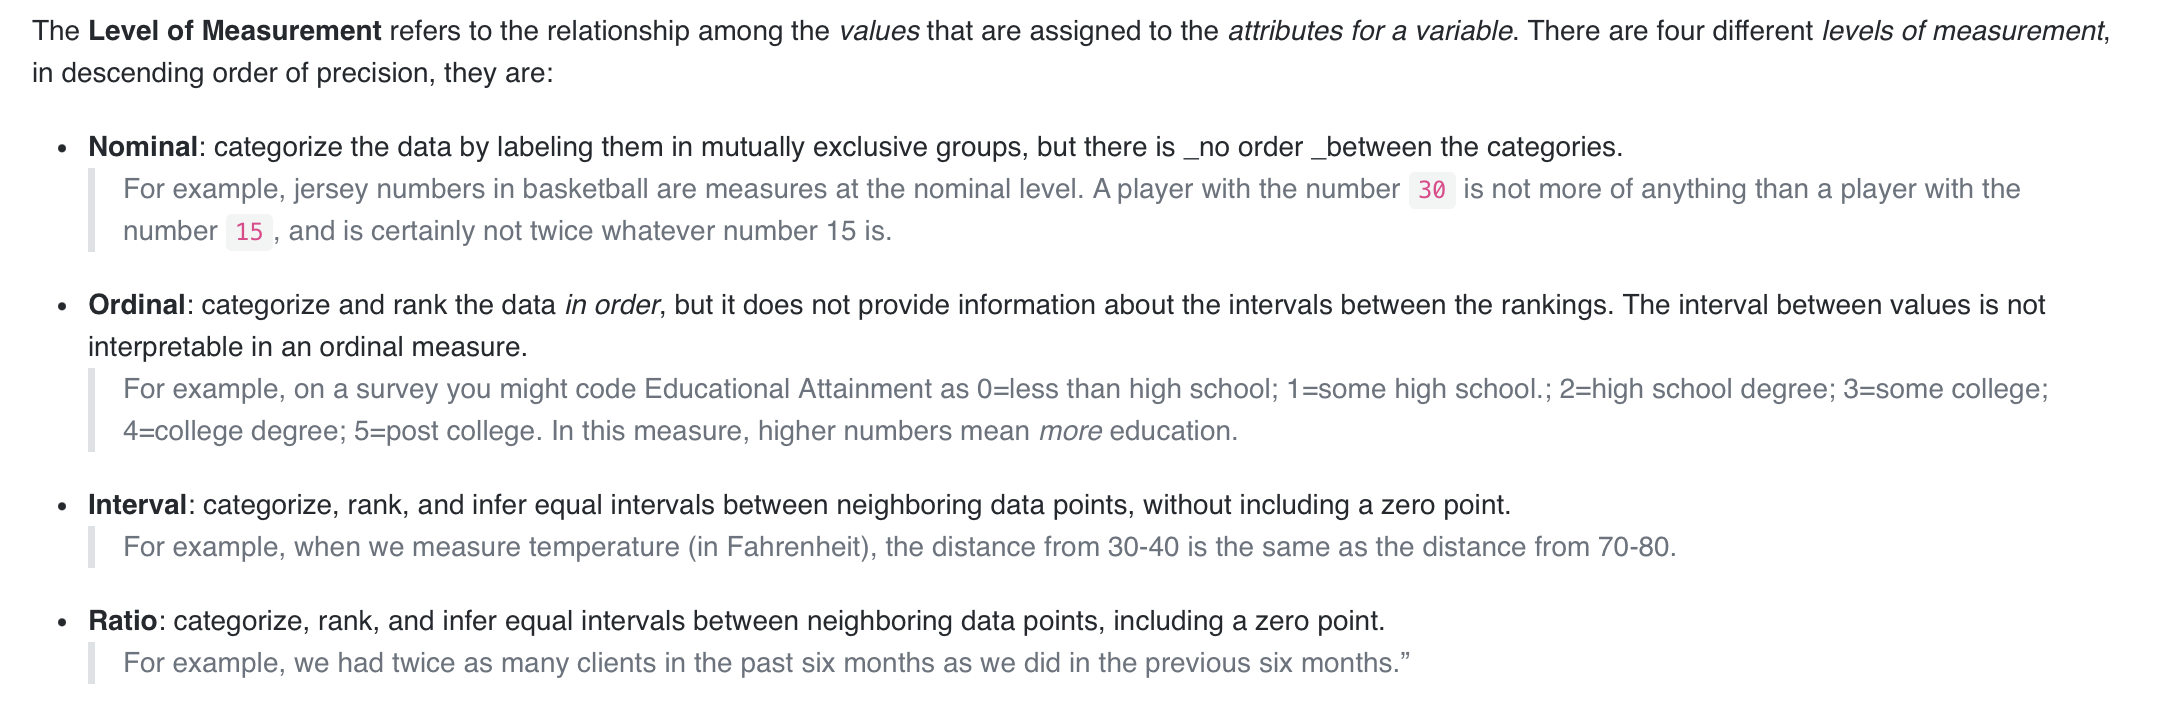 The Level of Measurement refers to the relationship among the values that are assigned to the attributes for a variable. There are four different levels of measurement,
in descending order of precision, they are:
• Nominal: categorize the data by labeling them in mutually exclusive groups, but there is _no order _between the categories.
For example, jersey numbers in basketball are measures at the nominal level. A player with the number 30 is not more of anything than a player with the
number 15 , and is certainly not twice whatever number 15 is.
• Ordinal: categorize and rank the data in order, but it does not provide information about the intervals between the rankings. The interval between values is not
interpretable in an ordinal measure.
For example, on a survey you might code Educational Attainment as 0=less than high school; 1=some high school.; 2=high school degree; 3=some college;
4=college degree; 5=post college. In this measure, higher numbers mean more education.
• Interval: categorize, rank, and infer equal intervals between neighboring data points, without including a zero point.
For example, when we measure temperature (in Fahrenheit), the distance from 30-40 is the same as the distance from 70-80.
• Ratio: categorize, rank, and infer equal intervals between neighboring data points, including a zero point.
For example, we had twice as many clients in the past six months as we did in the previous six months.”